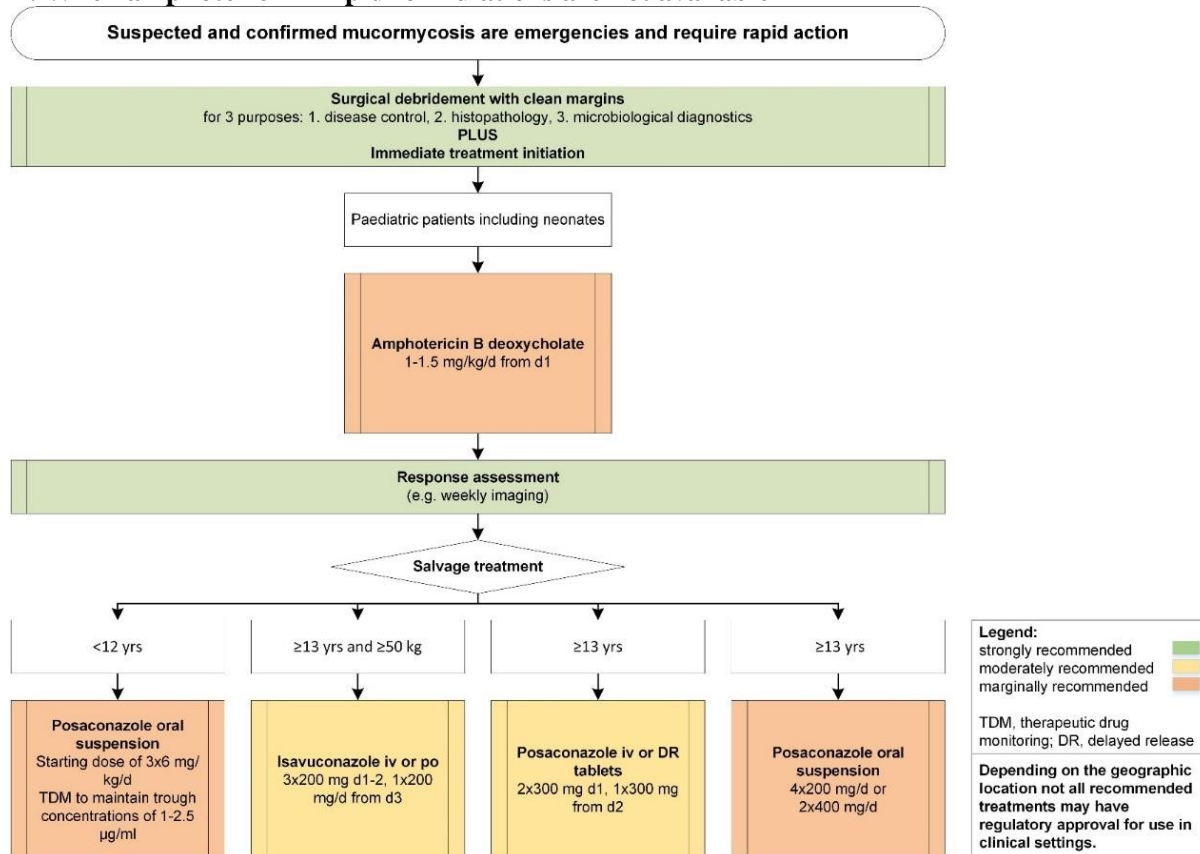 Suspected and confirmed mucormycosis are emergencies and require rapid action
Surgical debridement with clean margins
for 3 purposes: 1. disease control, 2. histopathology, 3. microbiological diagnostics
PLUS
Immediate treatment initiation
Paediatric patients including neonates
Amphotericin B deoxycholate
1-1.5 mg/kg/d from d1
Response assessment
(e.g. weekly imaging)
Salvage treatment
<12 yrs
≥13 yrs and ≥50 kg
≥13 yrs
≥13 yrs
Posaconazole oral
suspension
Starting dose of 3x6 mg/
kg/d
TDM to maintain trough
concentrations of 1-2.5
µg/ml
Isavuconazole iv or po
3x200 mg d1-2, 1x200
mg/d from d3
Posaconazole iv or DR
tablets
2x300 mg d1, 1x300 mg
from d2
Posaconazole oral
suspension
4x200 mg/d or
2x400 mg/d
Legend:
strongly recommended
moderately recommended
marginally recommended
TDM, therapeutic drug
monitoring; DR, delayed release
Depending on the geographic
location not all recommended
treatments may have
regulatory approval for use in
clinical settings.